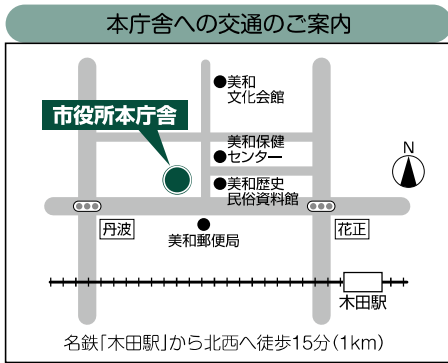 本庁舎への交通のご案内
美和
文化会館
市役所本庁舎
美和保健
センター
N
美和歴史
民俗資料館
丹波
花正
美和郵便局
木田駅
名鉄「木田駅」から北西へ徒歩15分(1km)